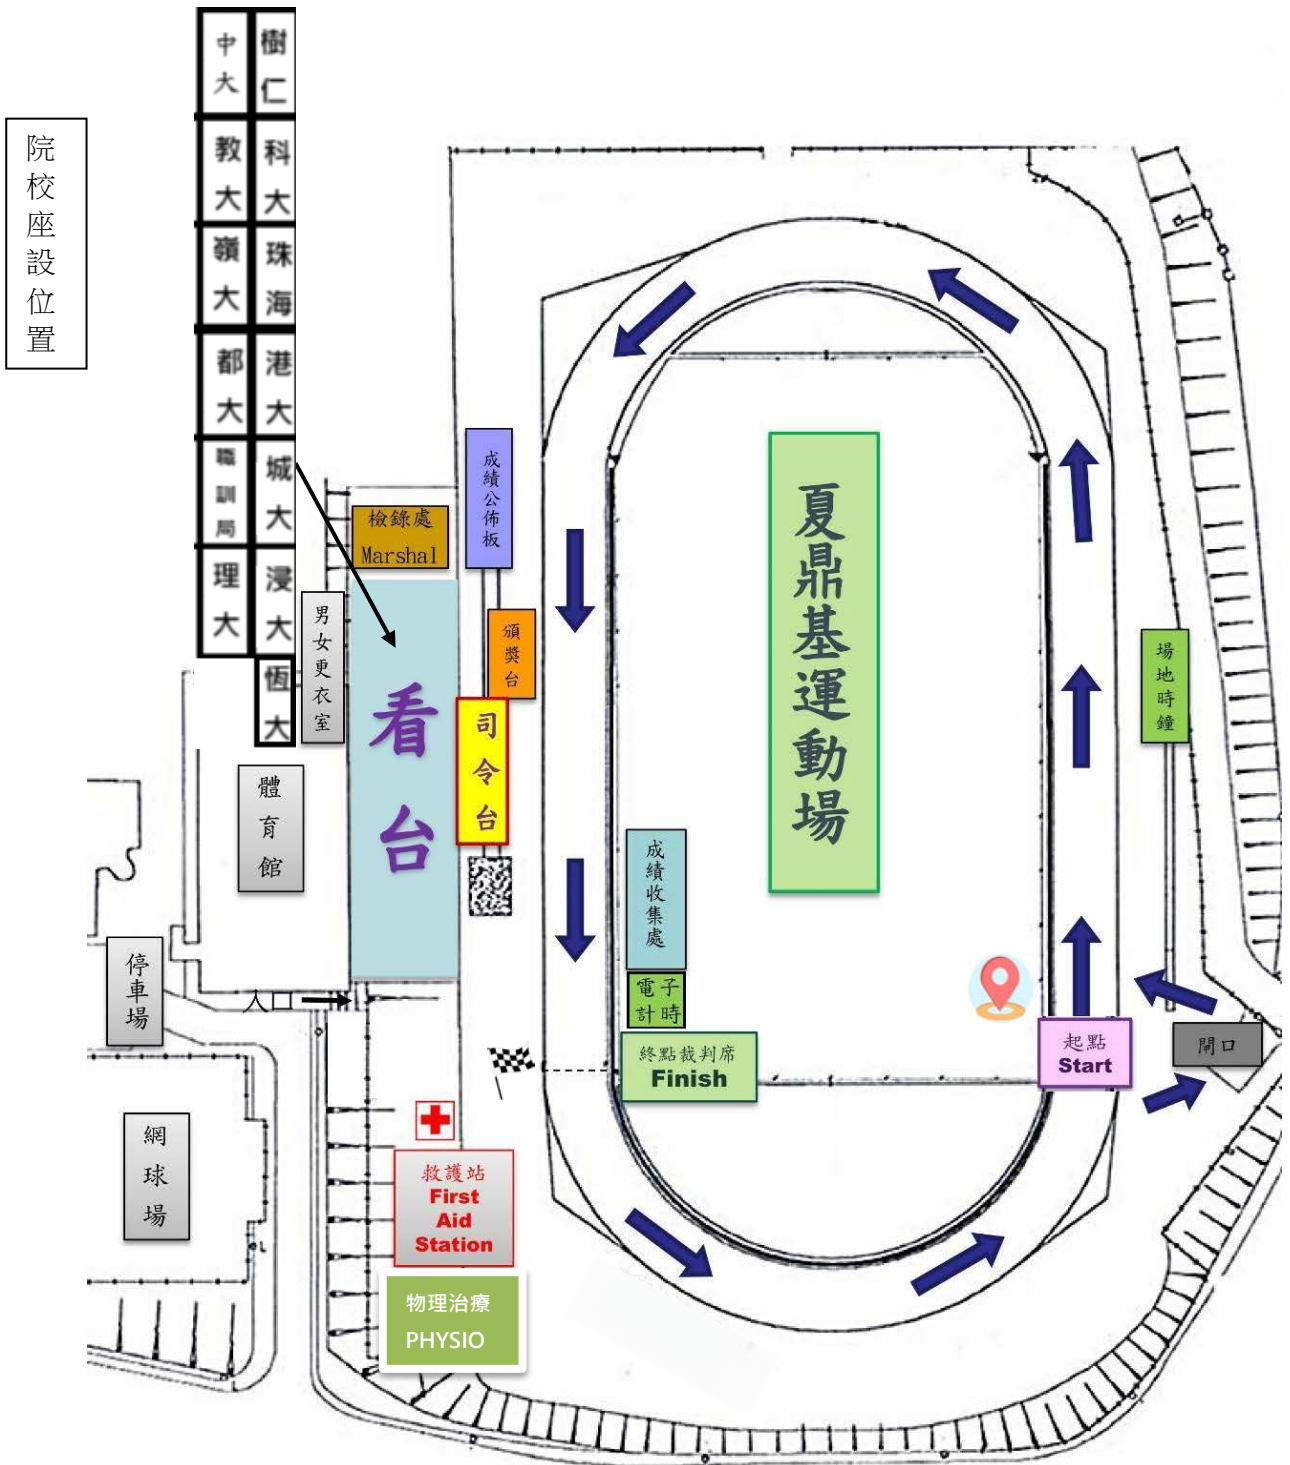 院校座設位置
中大
樹仁
教大
科大
嶺大
珠海
都大
港大
職訓局
城大
理大
浸大
恆大
成績公佈板
檢錄處
Marshal
男女更衣室
頒獎台
看台
司令台
夏鼎基運動場
場地時鐘
體育館
成績收集處
停車場
入口
電子
計時
終點裁判席
Finish
起點
Start
閘口
網球場
救護站
First
Aid
Station
物理治療
PHYSIO